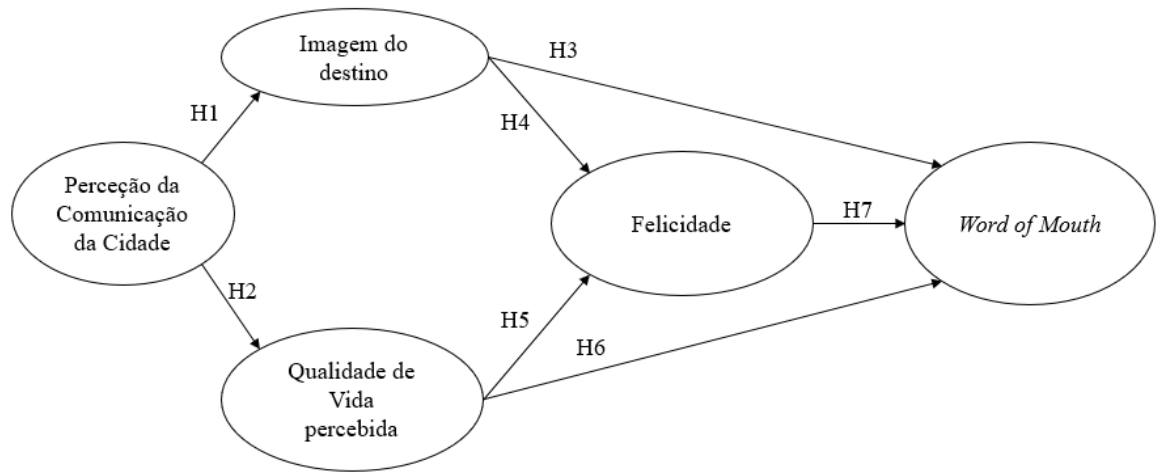 Imagem do
destino
H3
H1
H4
Perceção da
Comunicação
da Cidade
Felicidade
H7
Word of Mouth
H2
H5
H6
Qualidade de
Vida
percebida